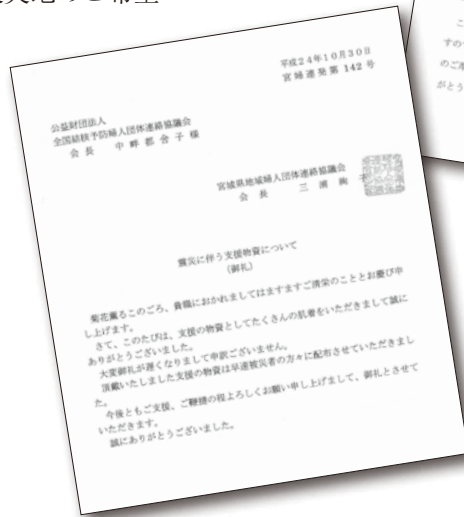 のご希望
平成24年10月30日
宮婦連発第142号
公益財団法人
全国結核予防婦人団体連絡協議会
会長 中畔都舍子様
宮城県地域婦人団体連絡協議会
会長 三浦
震災に伴う支援物資について
(御礼)
菊花薫るこのごろ、貴職におかれましてはますますご清栄のこととお慶び申
し上げます。
さて、このたびは、支援の物資としてたくさんの肌着をいただきまして誠に
ありがとうございました。
大変御礼が遅くなりまして申訳ございません。
頂戴いたしました支援の物資は早速被災者の方々に配布させていただきまし
た。
今後ともご支援、ご鞭撻の程よろしくお願い申し上げまして、御礼とさせて
いただきます。
誠にありがとうございました。